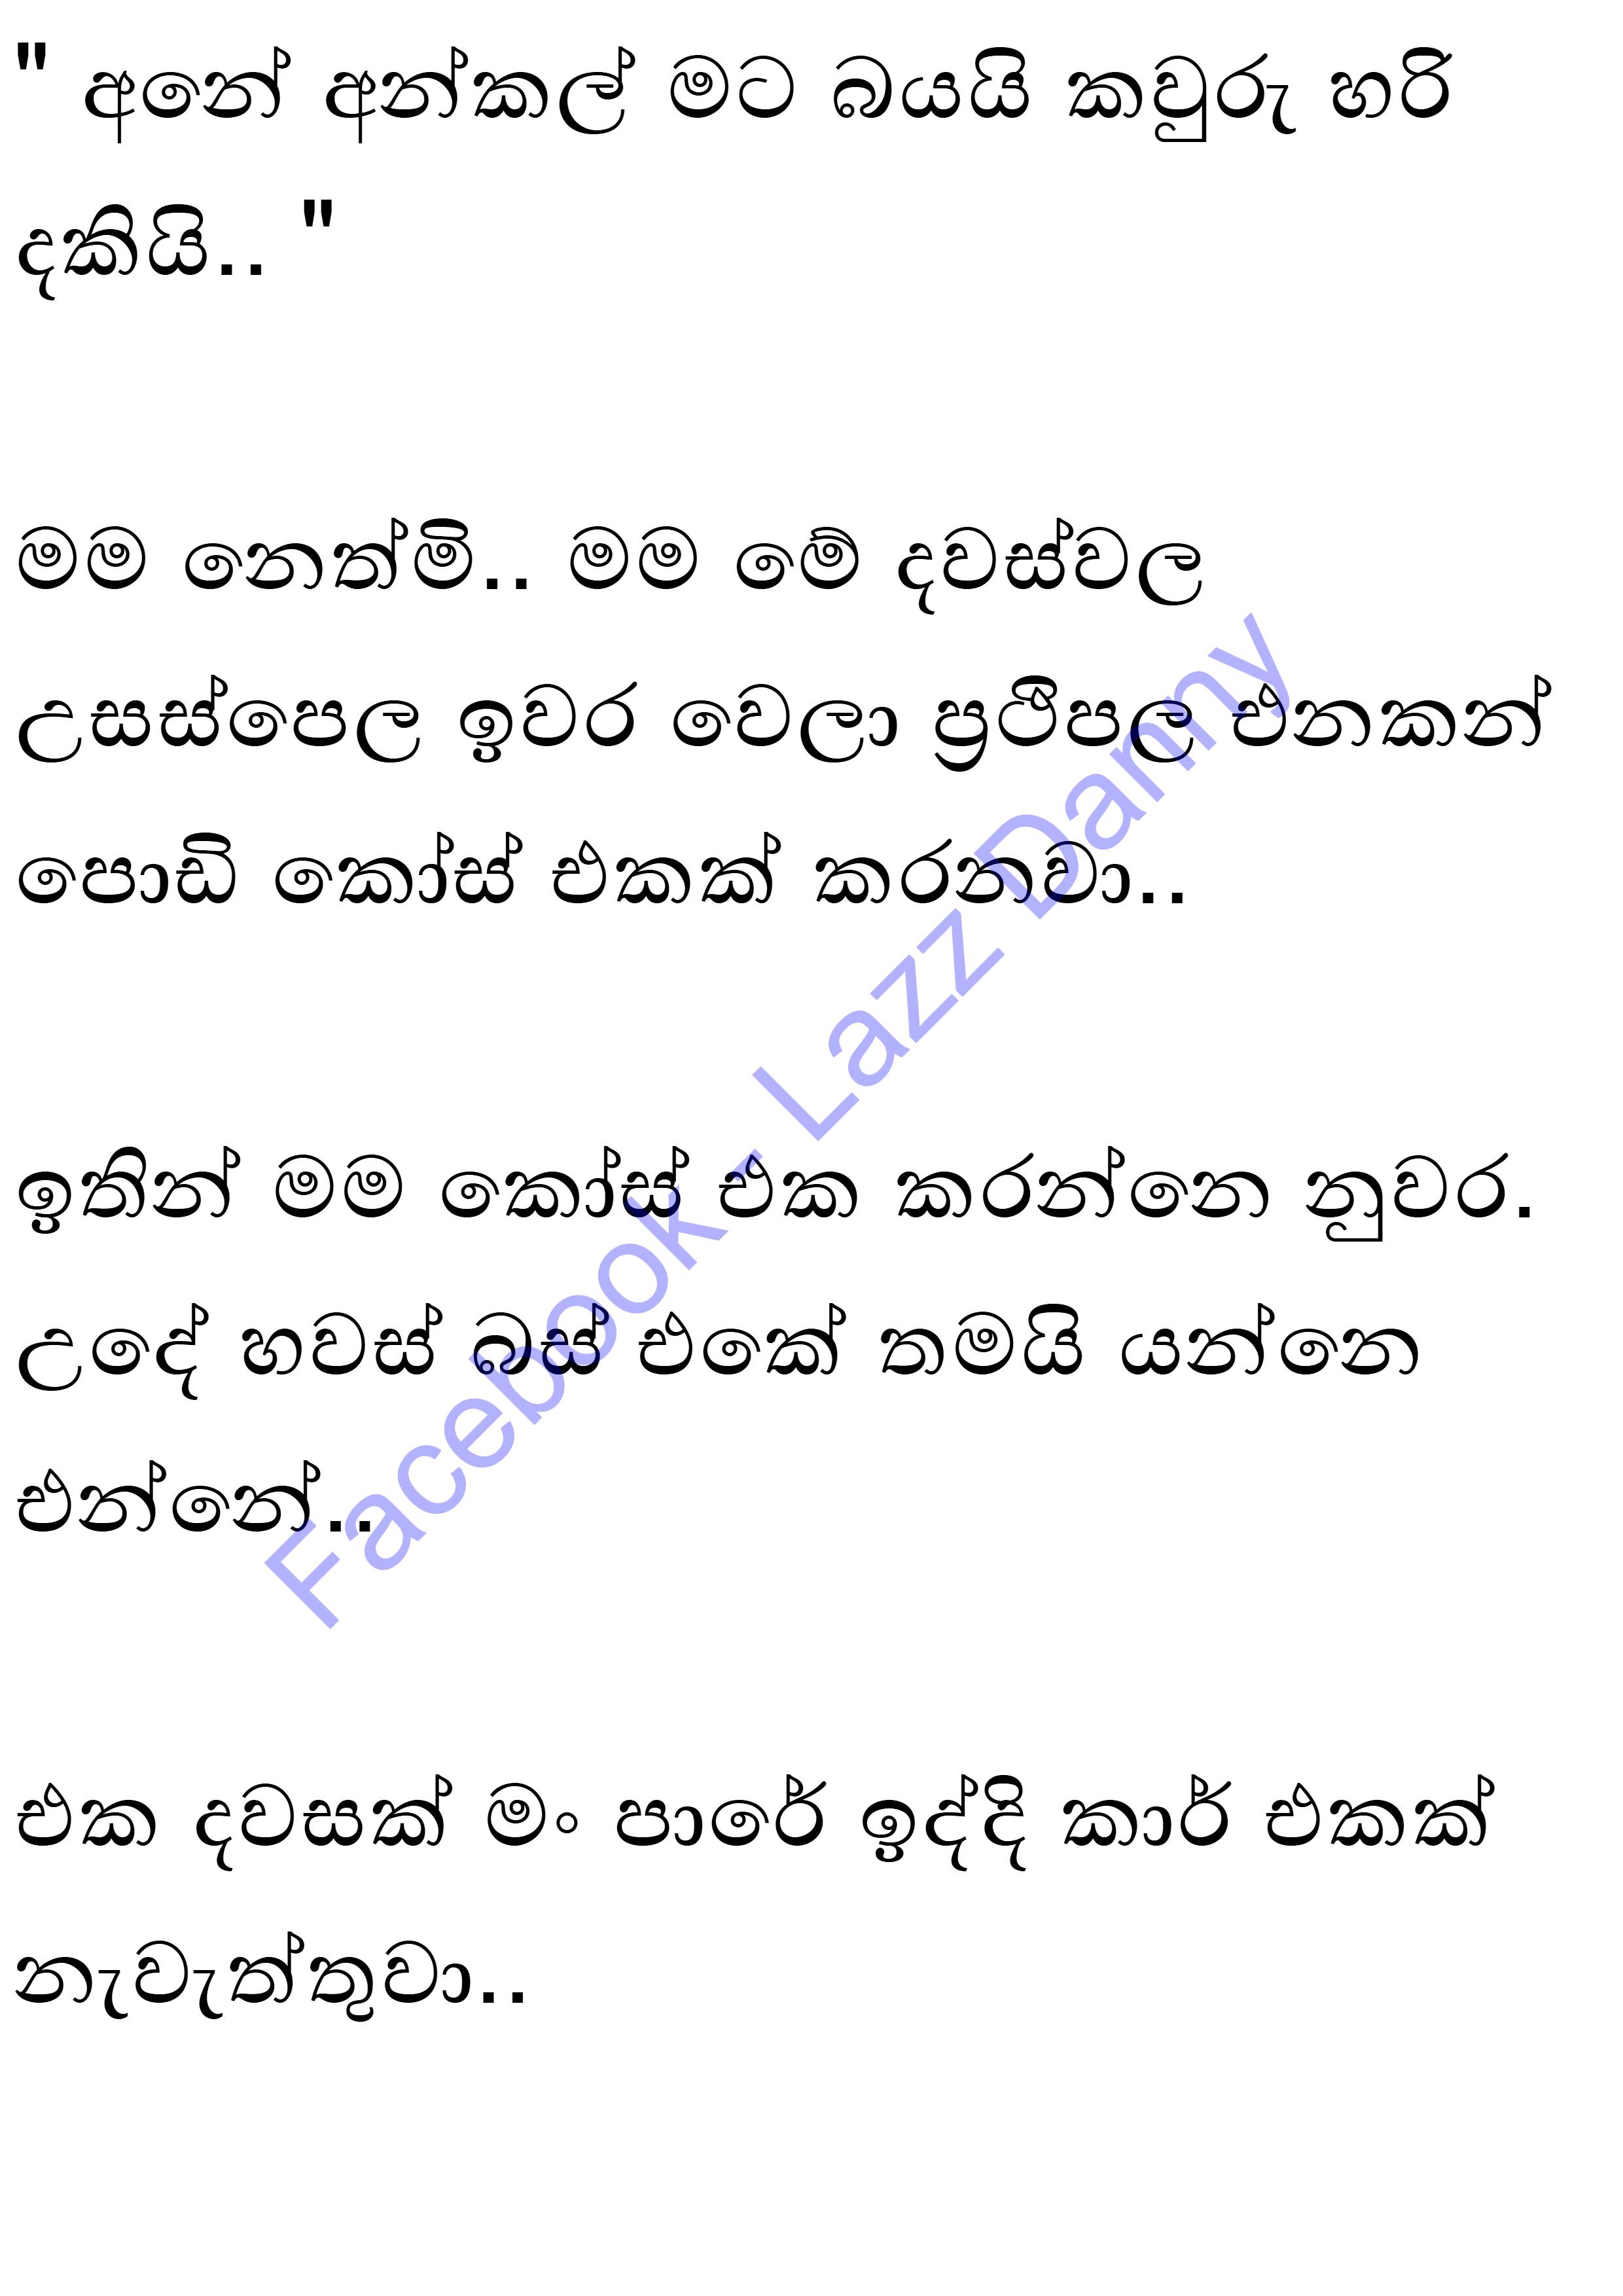 " අනේ අන්කල් මට බයයි කවුරු හරි
දකියි.. "
මම නෙත්මි.. මම මේ දවස්වල
උසස්පෙල ඉවර වෙලා ප්‍රථිපල එනකන්
පොඩි කෝස් එකක් කරනවා..
ඉතින් මම කෝස් එක කරන්නෙ නුවර.
උදේ හවස් බස් එකේ තමයි යන්නෙ
එන්නේ..
එක දවසක් මං පාරේ ඉද්දි කාර් එකක්
නැවැත්තුවා..
Facebook - Lazz Danny